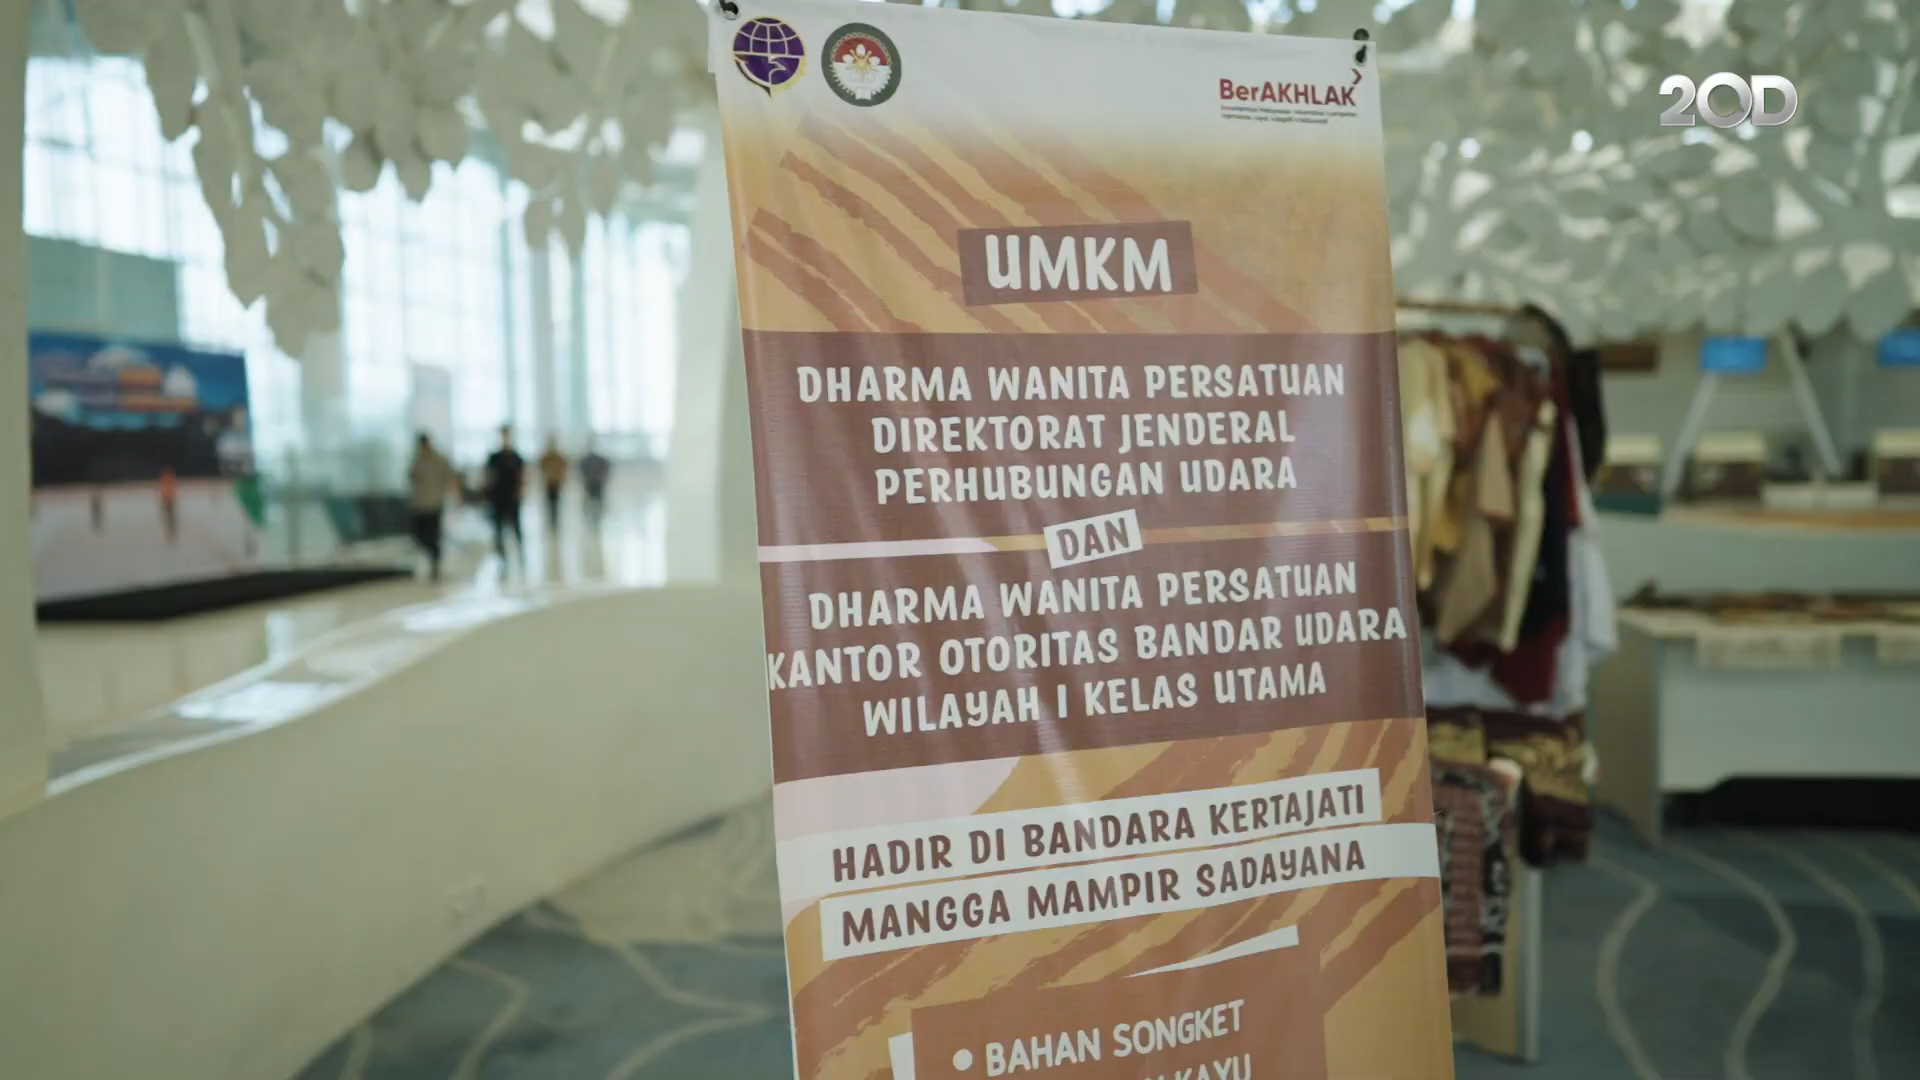 BerAKHLAK
20D
UMKM
DHARMA WANITA PERSATUAN
DIREKTORAT JENDERAL
PERHUBUNGAN UDARA
DAN
DHARMA WANITA PERSATUAN
KANTOR OTORITAS BANDAR UDARA
WILAYAH I KELAS UTAMA
HADIR DI BANDARA KERTAJATI
MANGGA MAMPIR SADAYANA
• BAHAN SONGKET
KAYU